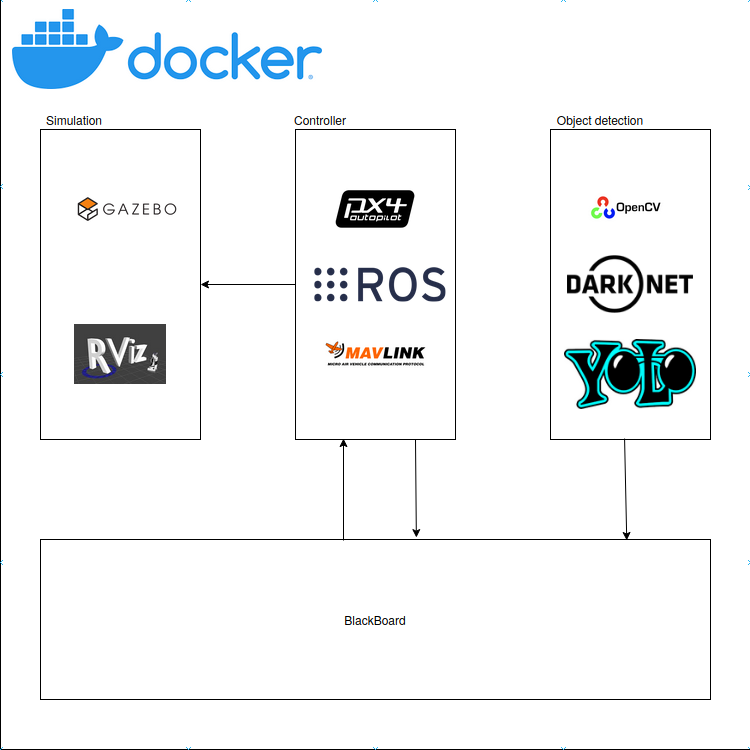 docker
Simulation
Controller
Object detection
GAZEBO
PX4
autopilot
OpenCV
ROS
DARKNET
RViz
MAVLINK
MICRO AIR VEHICLE COMMUNICATION PROTOCOL
YOLO
BlackBoard